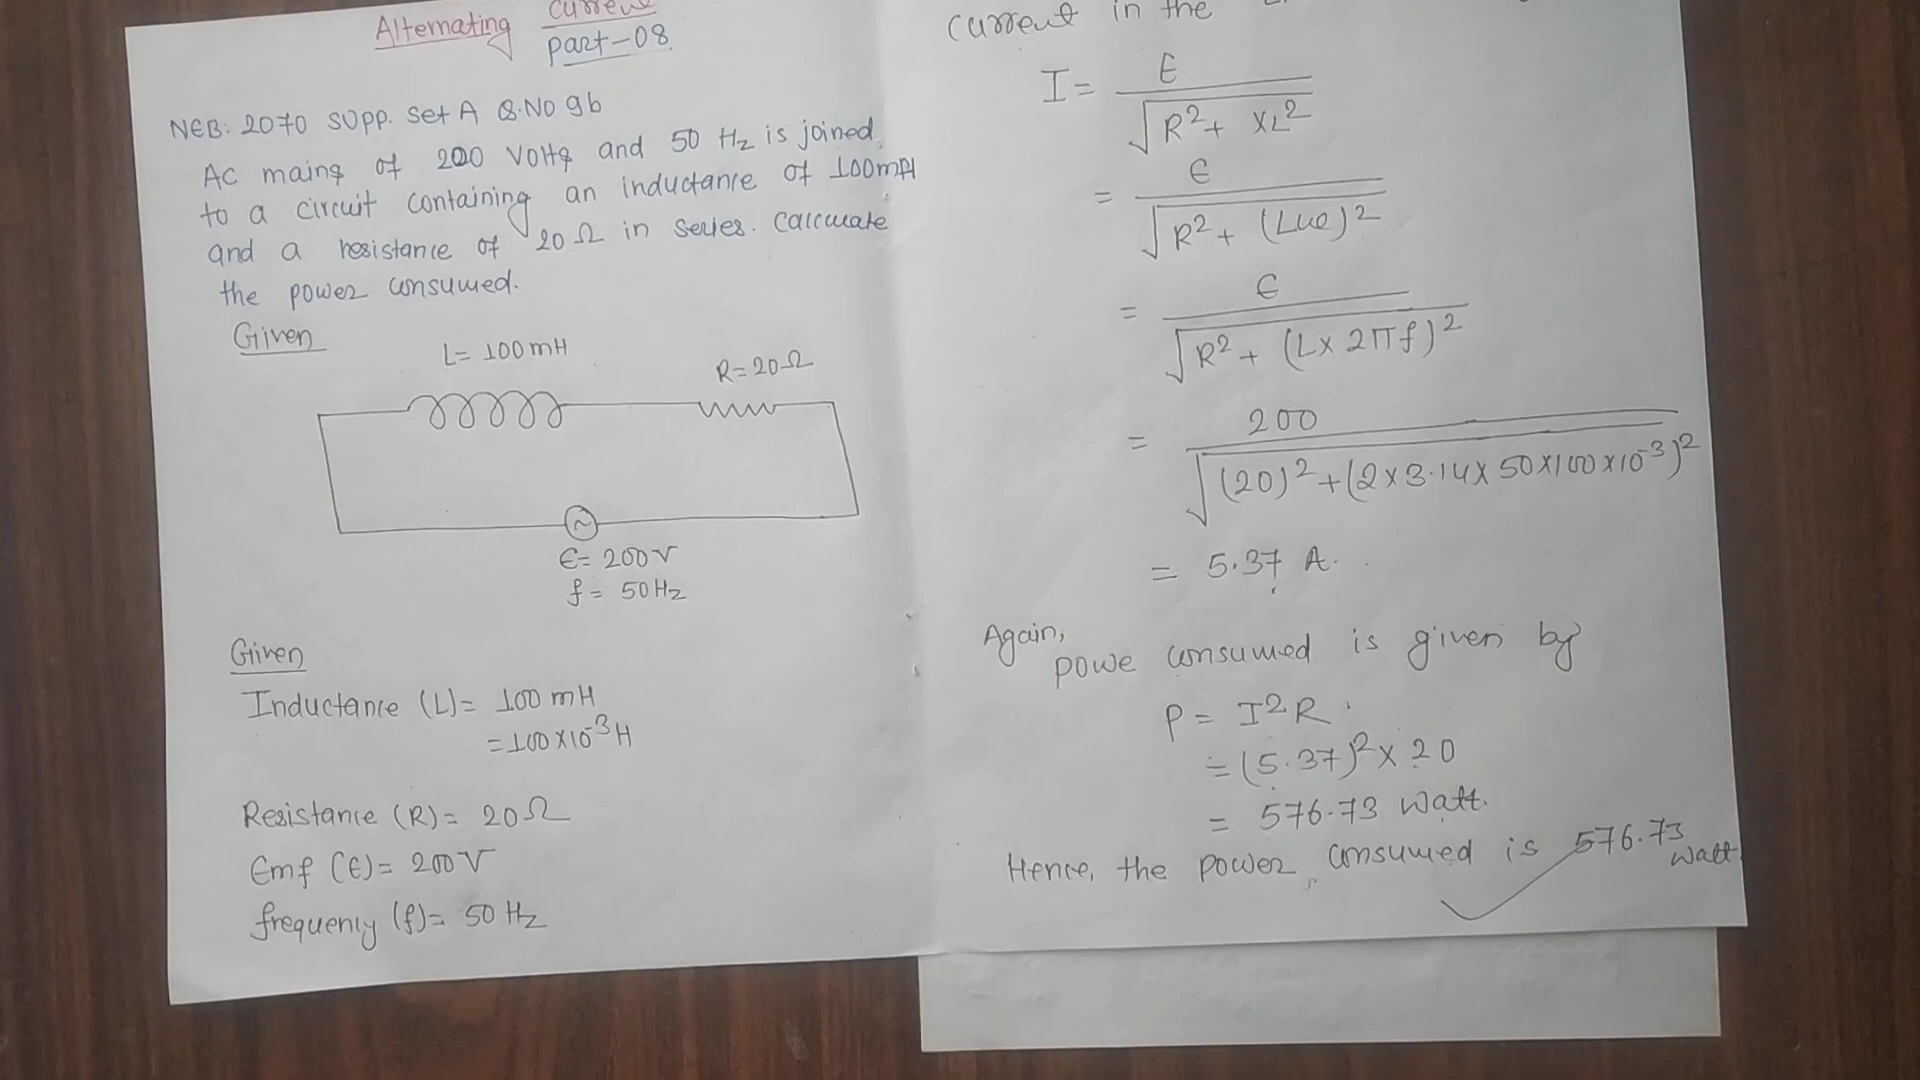 Alternating Current
Part-08
NEB: 2070 SUPP. Set A Q.NO 9b
AC mains of 200 Volts and 50 Hz is joined
to a circuit containing an inductance of 100mH
and a resistance of 20Ω in series. Calculate
the power consumed.
Given
L= 100mH
R=20Ω
E= 200V
f= 50Hz
Given
Inductance (L)= 100 mH
=100×10⁻³H
Resistance (R)= 20Ω
Emf (E)= 200V
frequency (f)= 50 Hz
Current in the
I= E / √(R²+ XL²)
= E / √(R²+ (Lω)²)
= E / √(R²+ (L× 2πf)²)
= 200 / √((20)²+(2×3.14×50×100×10⁻³)²)
= 5.37 A.
Again,
powe consumed is given by
P= I²R.
=(5.37)²×20
= 576.73 Watt.
Hence, the power consumed is 576.73
Watt